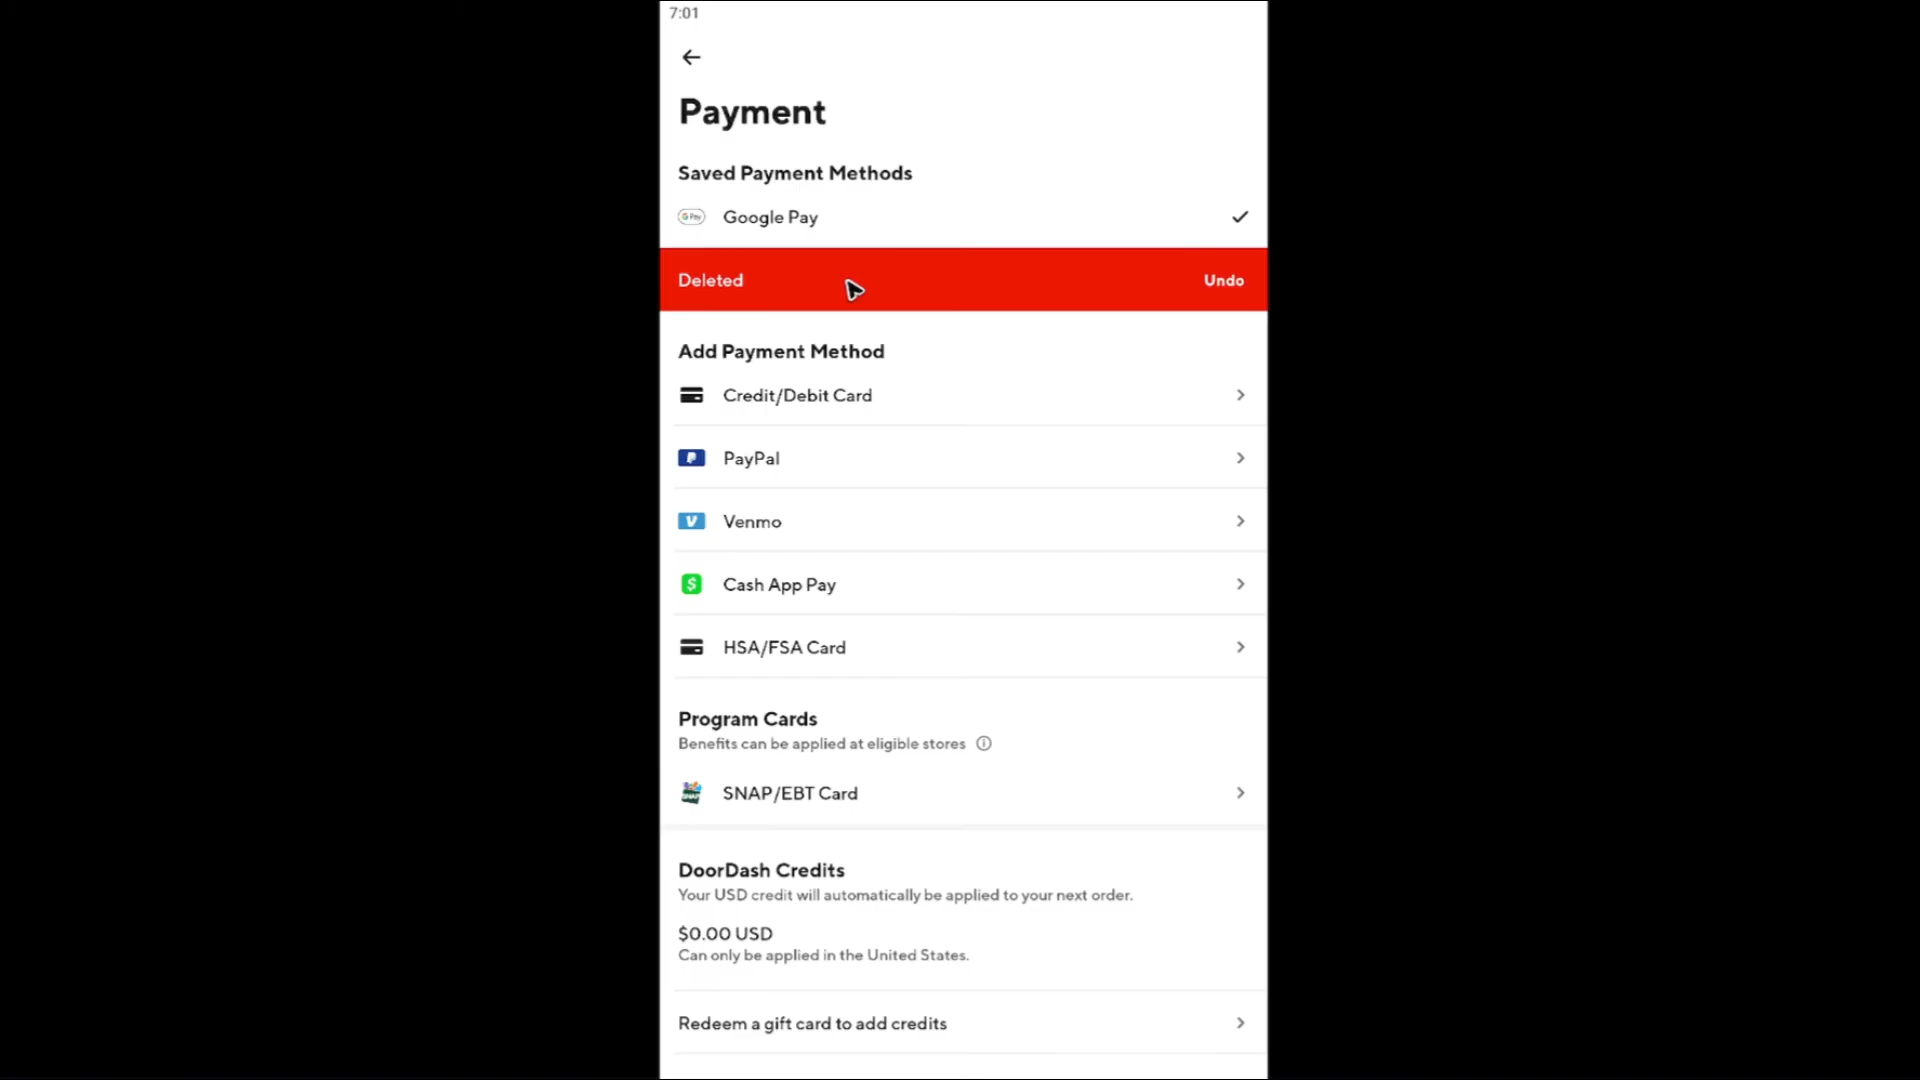 7:01
Payment
Saved Payment Methods
G Pay Google Pay
Deleted Undo
Add Payment Method
Credit/Debit Card
PayPal
Venmo
Cash App Pay
HSA/FSA Card
Program Cards
Benefits can be applied at eligible stores
SNAP SNAP/EBT Card
DoorDash Credits
Your USD credit will automatically be applied to your next order.
$0.00 USD
Can only be applied in the United States.
Redeem a gift card to add credits